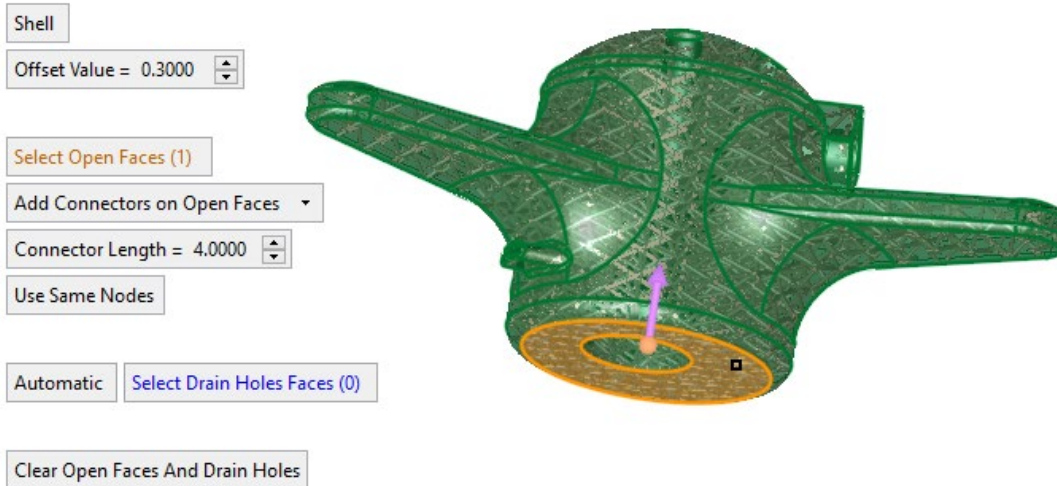 Shell
Offset Value = 0.3000
Select Open Faces (1)
Add Connectors on Open Faces
Connector Length = 4.0000
Use Same Nodes
Automatic Select Drain Holes Faces (0)
Clear Open Faces And Drain Holes